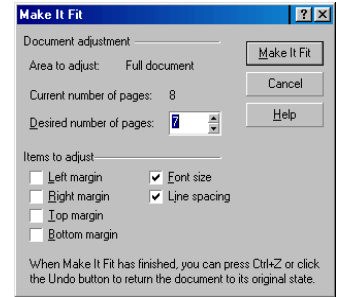 Make It Fit
Document adjustment
Make It Fit
Area to adjust: Full document
Cancel
Current number of pages: 8
Help
Desired number of pages: 7
Items to adjust
Left margin Font size
Right margin Line spacing
Top margin
Bottom margin
When Make It Fit has finished, you can press Ctrl+Z or click
the Undo button to return the document to its original state.